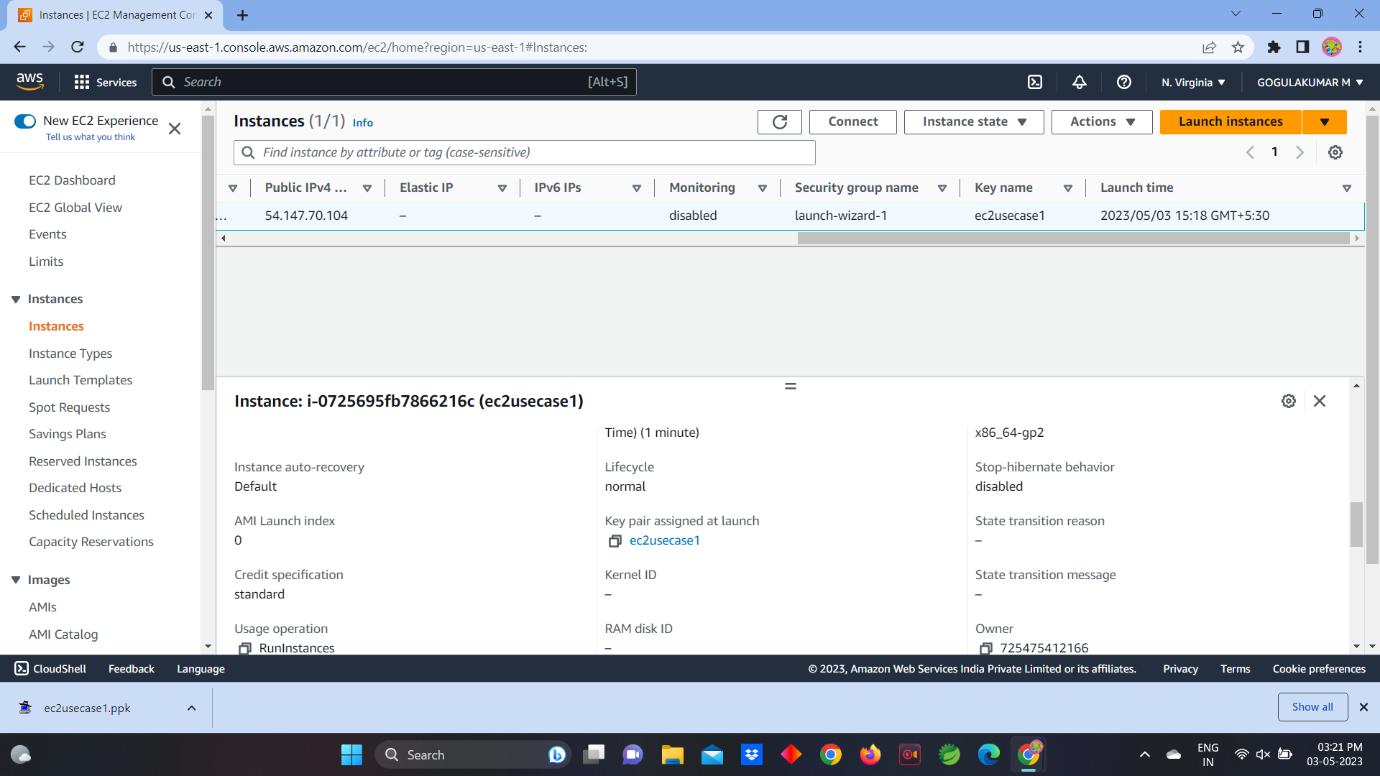 Instances | EC2 Management Con
https://us-east-1.console.aws.amazon.com/ec2/home?region=us-east-1#Instances:
aws
Services
Search
[Alt+S]
N. Virginia
GOGULAKUMAR M
New EC2 Experience
Tell us what you think
EC2 Dashboard
EC2 Global View
Events
Limits
Instances
Instances
Instance Types
Launch Templates
Spot Requests
Savings Plans
Reserved Instances
Dedicated Hosts
Scheduled Instances
Capacity Reservations
Images
AMIs
AMI Catalog
Instances (1/1) Info
Connect
Instance state
Actions
Launch instances
Find instance by attribute or tag (case-sensitive)
1
Public IPv4 ... Elastic IP IPv6 IPs Monitoring Security group name Key name Launch time
... 54.147.70.104 – – disabled launch-wizard-1 ec2usecase1 2023/05/03 15:18 GMT+5:30
Instance: i-0725695fb7866216c (ec2usecase1)
Time) (1 minute) x86_64-gp2
Instance auto-recovery Lifecycle Stop-hibernate behavior
Default normal disabled
AMI Launch index Key pair assigned at launch State transition reason
0 ec2usecase1 –
Credit specification Kernel ID State transition message
standard – –
Usage operation RAM disk ID Owner
RunInstances – 725475412166
CloudShell Feedback Language © 2023, Amazon Web Services India Private Limited or its affiliates. Privacy Terms Cookie preferences
ec2usecase1.ppk
Show all
Search
ENG
IN
03:21 PM
03-05-2023